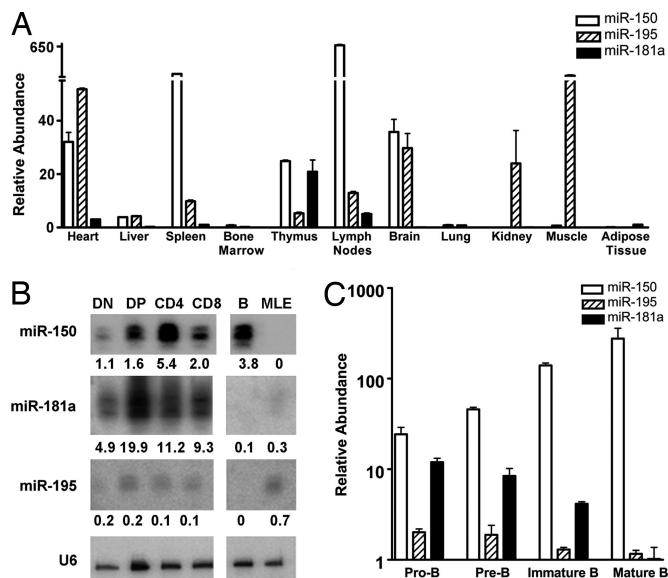 A
miR-150
miR-195
miR-181a
Relative Abundance
650
40
20
0
Heart Liver Spleen Bone Marrow Thymus Lymph Nodes Brain Lung Kidney Muscle Adipose Tissue
B
DN DP CD4 CD8 B MLE
miR-150
1.1 1.6 5.4 2.0 3.8 0
miR-181a
4.9 19.9 11.2 9.3 0.1 0.3
miR-195
0.2 0.2 0.1 0.1 0 0.7
U6
C
miR-150
miR-195
miR-181a
Relative Abundance
1000
100
10
1
Pro-B Pre-B Immature B Mature B